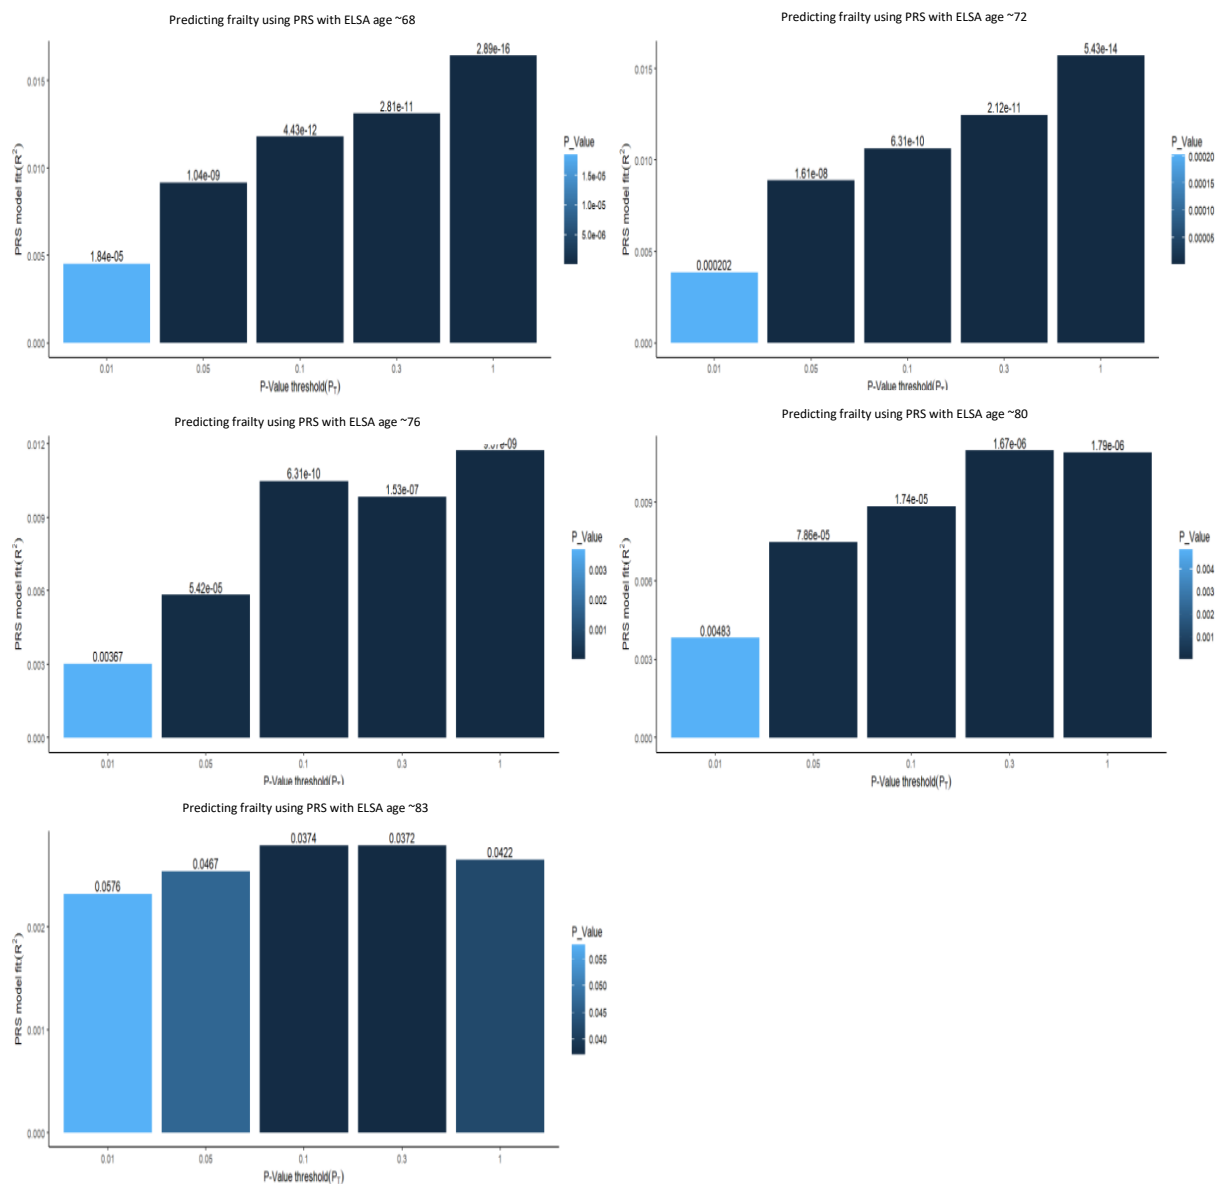 Predicting frailty using PRS with ELSA age ~68
PRS model fit(R²)
0.015
0.010
0.005
0.000
1.84e-05
1.04e-09
4.43e-12
2.81e-11
2.89e-16
0.01
0.05
0.1
0.3
1
P-Value threshold(P_T)
P_Value
1.5e-05
1.0e-05
5.0e-06
Predicting frailty using PRS with ELSA age ~72
PRS model fit(R²)
0.015
0.010
0.005
0.000
0.000202
1.61e-08
6.31e-10
2.12e-11
5.43e-14
0.01
0.05
0.1
0.3
1
P-Value threshold(P_T)
P_Value
0.00020
0.00015
0.00010
0.00005
Predicting frailty using PRS with ELSA age ~76
PRS model fit(R²)
0.012
0.009
0.006
0.003
0.000
0.00367
5.42e-05
6.31e-10
1.53e-07
0.01
0.05
0.1
0.3
1
P-Value threshold(P_T)
P_Value
0.003
0.002
0.001
Predicting frailty using PRS with ELSA age ~80
PRS model fit(R²)
0.009
0.006
0.003
0.000
0.00483
7.86e-05
1.74e-05
1.67e-06
1.79e-06
0.01
0.05
0.1
0.3
1
P-Value threshold(P_T)
P_Value
0.004
0.003
0.002
0.001
Predicting frailty using PRS with ELSA age ~83
PRS model fit(R²)
0.002
0.001
0.000
0.0576
0.0467
0.0374
0.0372
0.0422
0.01
0.05
0.1
0.3
1
P-Value threshold(P_T)
P_Value
0.055
0.050
0.045
0.040